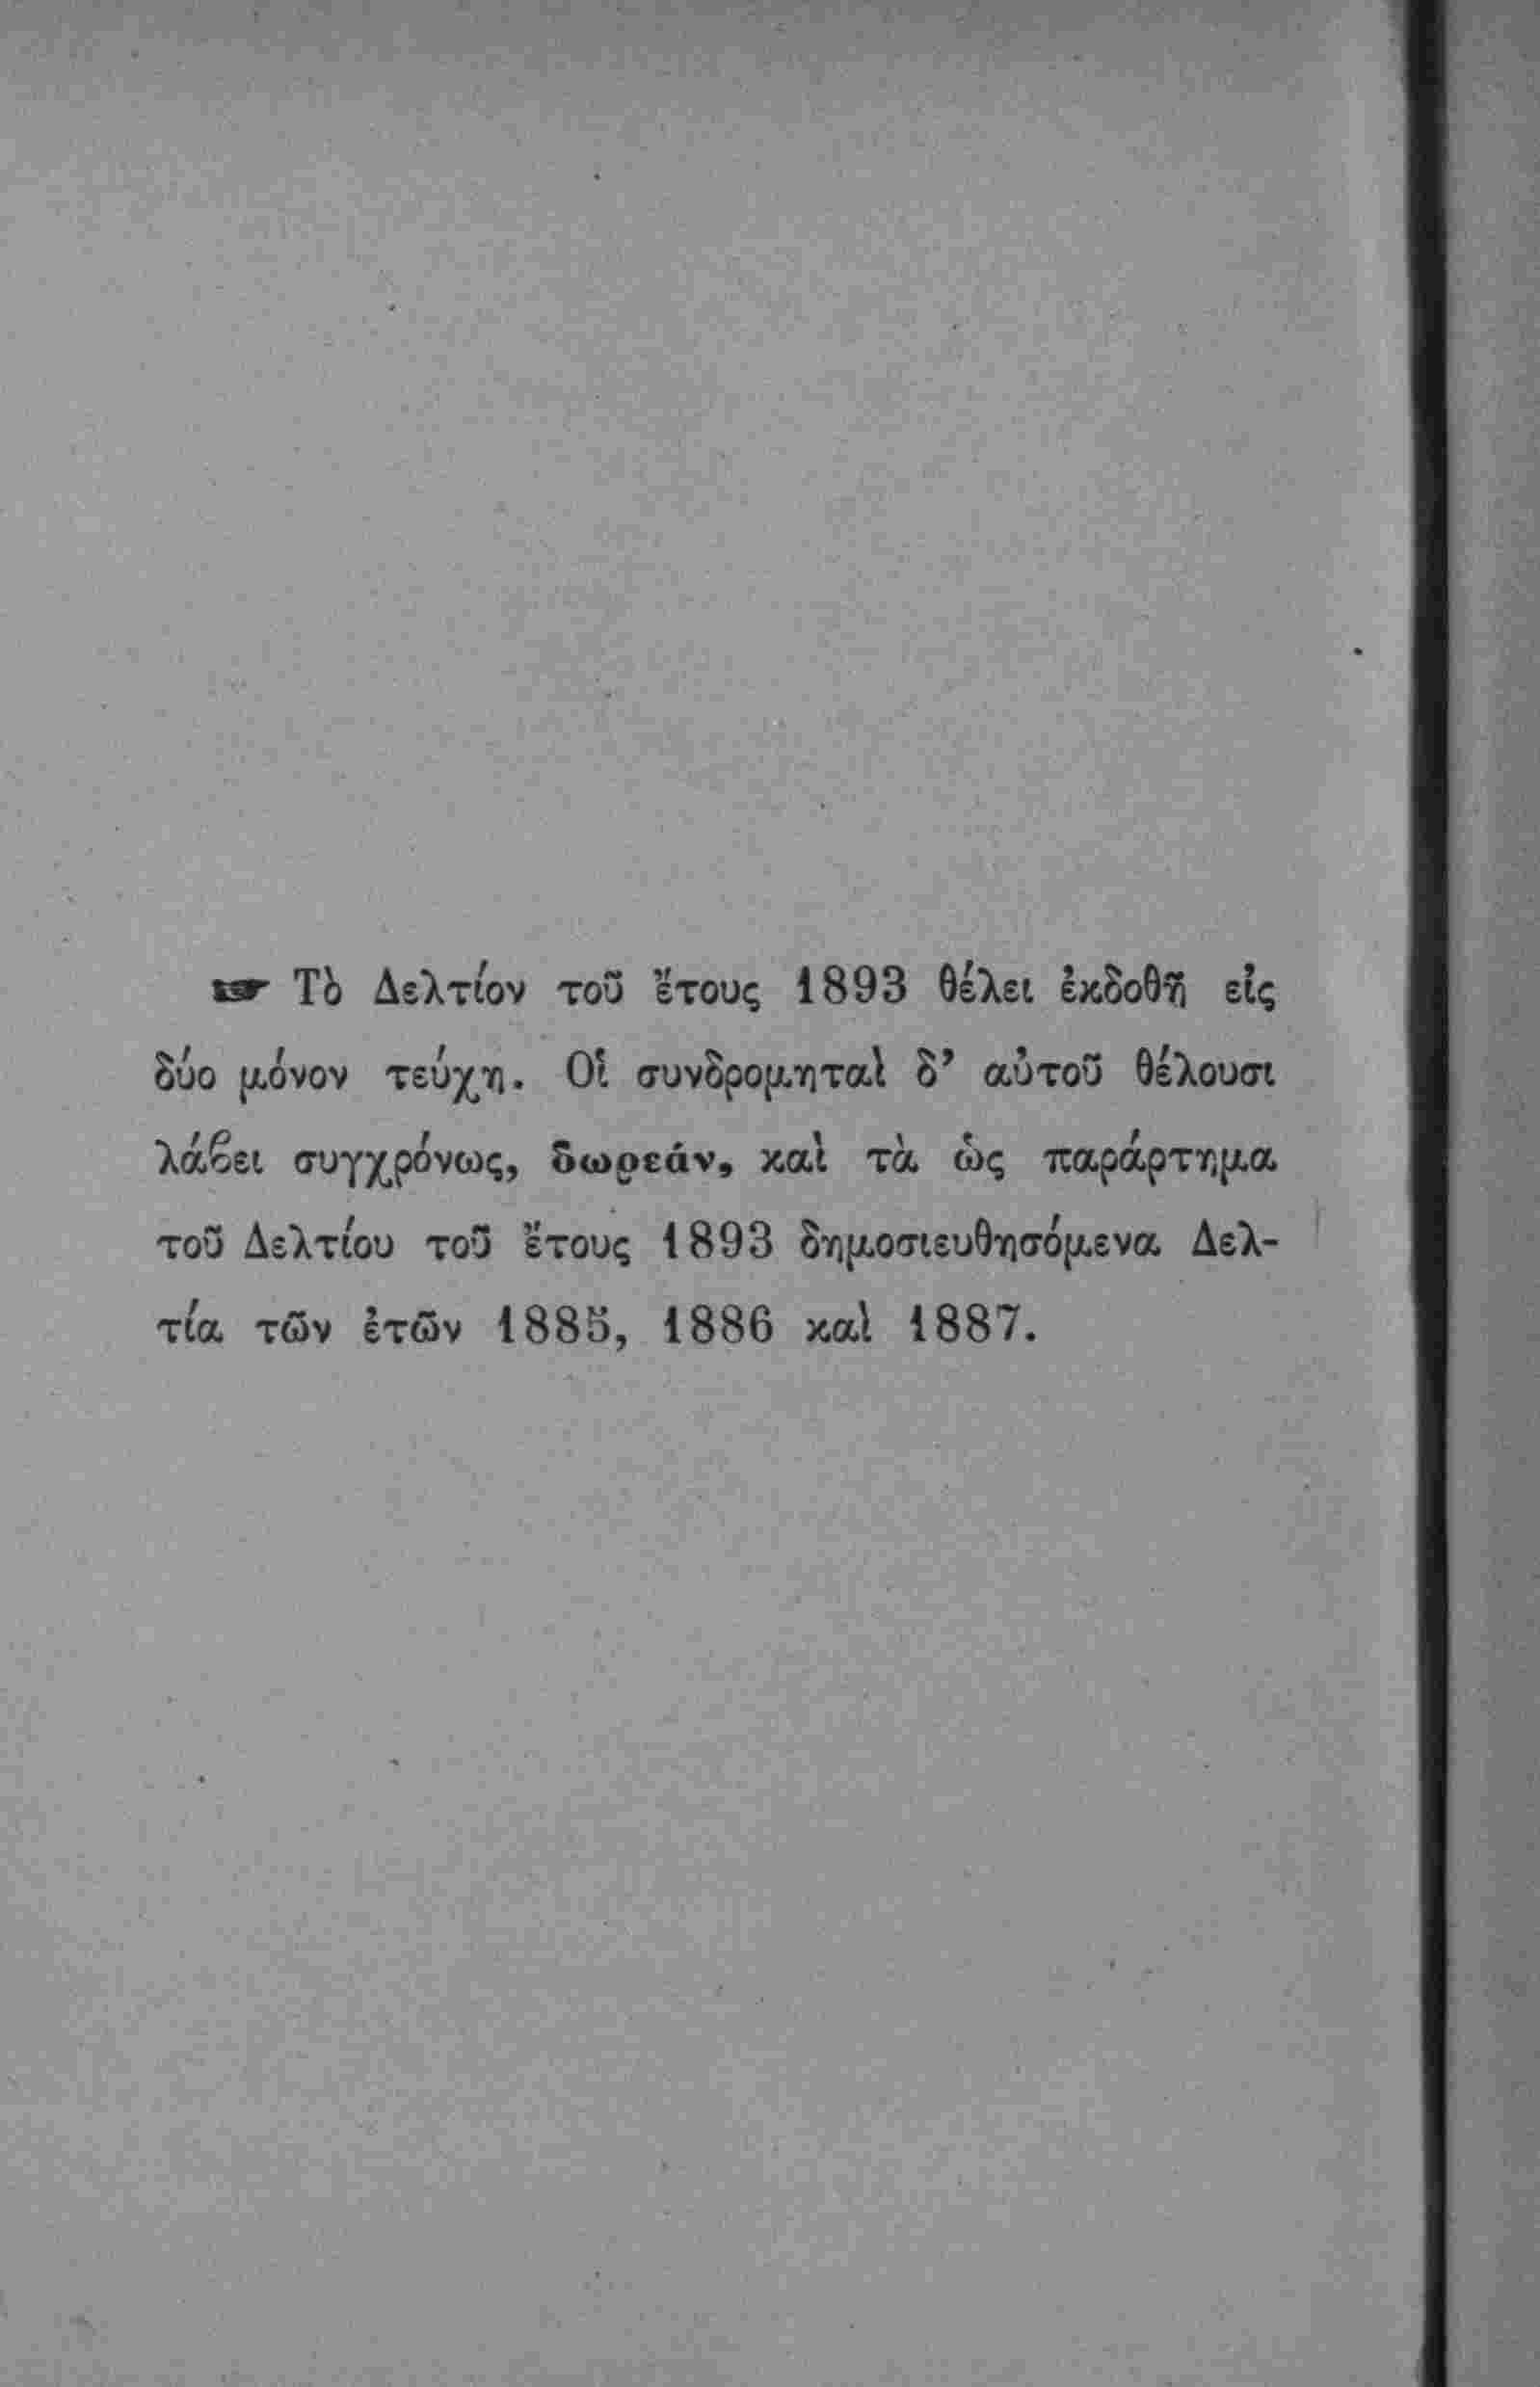 ☞ Τὸ Δελτίον τοῦ ἔτους 1893 θέλει ἐκδοθῆ εἰς
δύο μόνον τεύχη. Οἱ συνδρομηταὶ δ’ αὐτοῦ θέλουσι
λάϐει συγχρόνως, δωρεάν, καὶ τὰ ὡς παράρτημα
τοῦ Δελτίου τοῦ ἔτους 1893 δημοσιευθησόμενα Δελ-
τία τῶν ἐτῶν 1885, 1886 καὶ 1887.